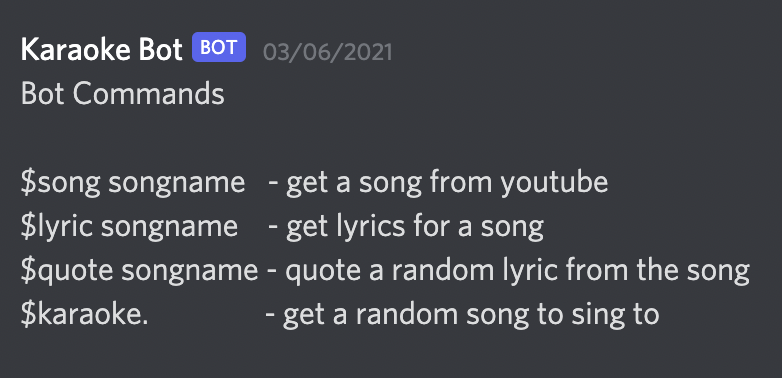 Karaoke Bot BOT 03/06/2021
Bot Commands
$song songname - get a song from youtube
$lyric songname - get lyrics for a song
$quote songname - quote a random lyric from the song
$karaoke. - get a random song to sing to